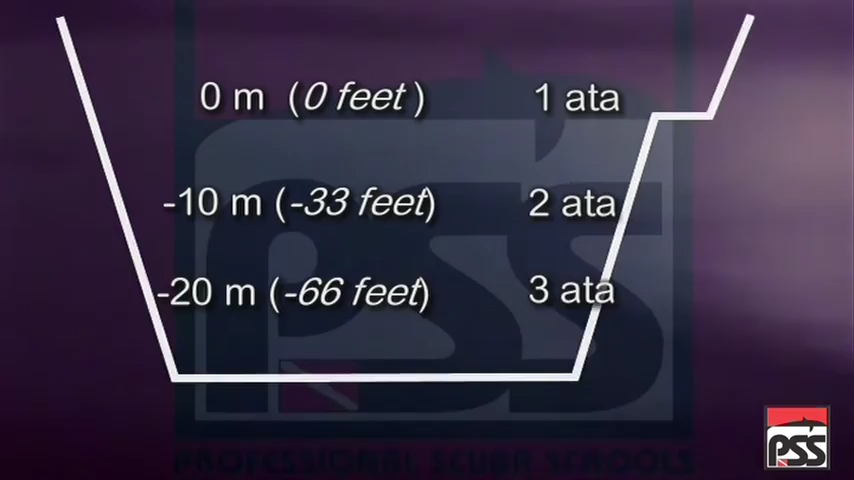 0 m (0 feet ) 1 ata
-10 m (-33 feet) 2 ata
-20 m (-66 feet) 3 ata
PSS
PROFESSIONAL SCUBA SCHOOLS
PSS